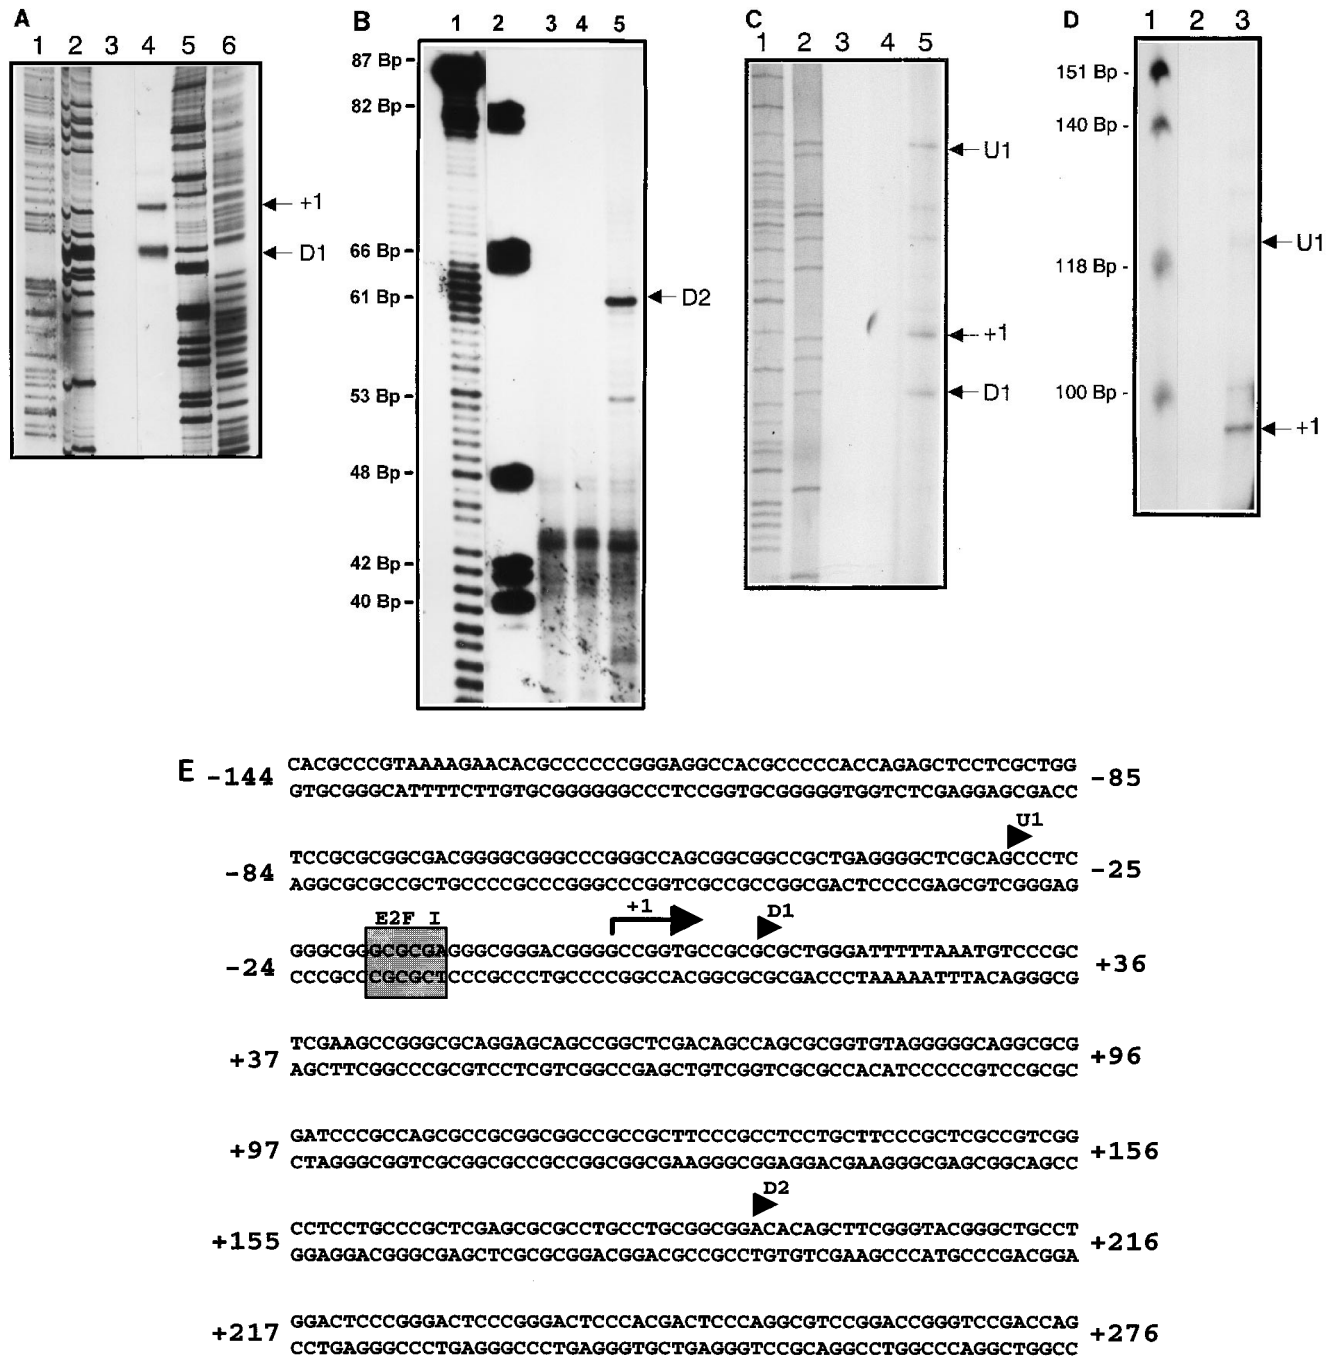 A B C D
1 2 3 4 5 6
1 2 3 4 5
1 2 3 4 5
1 2 3
+1
D1
87 Bp
82 Bp
66 Bp
61 Bp
53 Bp
48 Bp
42 Bp
40 Bp
D2
U1
+1
D1
151 Bp
140 Bp
118 Bp
100 Bp
U1
+1
E
-144 CACGCCCGTAAAAGAACACGCCCCCCCGGGAGGCCACGCCCCCACCAGAGCTCCTCGCTGG -85
GTGCGGGCATTTTCTTGTGCGGGGGGGCCCTCCGGTGCGGGGGTGGTCTCGAGGAGCGACC
U1
-84 TCCGCGCGGCGACGGGGCGGGCCCGGGCCAGCGGCGGCCGCTGAGGGGCTCGCAGCCCTC -25
AGGCGCGCCGCTGCCCCGCCCGGGCCCGGTCGCCGCCGGCGACTCCCCGAGCGTCGGGAG
E2F I +1 D1
-24 GGGCGGGCGCGAGGGCGGGACGGGGCCGGTGCCGCGCGCTGGGATTTTTAAATGTCCCGC +36
CCCGCCCGCGCTCCCGCCCTGCCCCGGCCACGGCGCGCGACCCTAAAAATTTACAGGGCG
+37 TCGAAGCCGGGCGCAGGAGCAGCCGGCTCGACAGCCAGCGCGGTGTAGGGGGCAGGCGCG +96
AGCTTCGGCCCGCGTCCTCGTCGGCCGAGCTGTCGGTCGCGCCACATCCCCCGTCCGCGC
+97 GATCCCGCCAGCGCCGCGGCGGCCGCCGCTTCCCGCCTCCTGCTTCCCGCTCGCCGTCGG +156
CTAGGGCGGTCGCGGCGCCGCCGGCGGCGAAGGGCGGAGGACGAAGGGCGAGCGGCAGCC
D2
+155 CCTCCTGCCCGCTCGAGCGCGCCTGCCTGCGGCGGACACAGCTTCGGGTACGGGCTGCCT +216
GGAGGACGGGCGAGCTCGCGCGGACGGACGCCGCCTGTGTCGAAGCCCATGCCCGACGGA
+217 GGACTCCCGGGACTCCCGGGACTCCCACGACTCCCAGGCGTCCGGACCGGGTCCGACCAG +276
CCTGAGGGCCCTGAGGGCCCTGAGGGTGCTGAGGGTCCGCAGGCCTGGCCCAGGCTGGCC